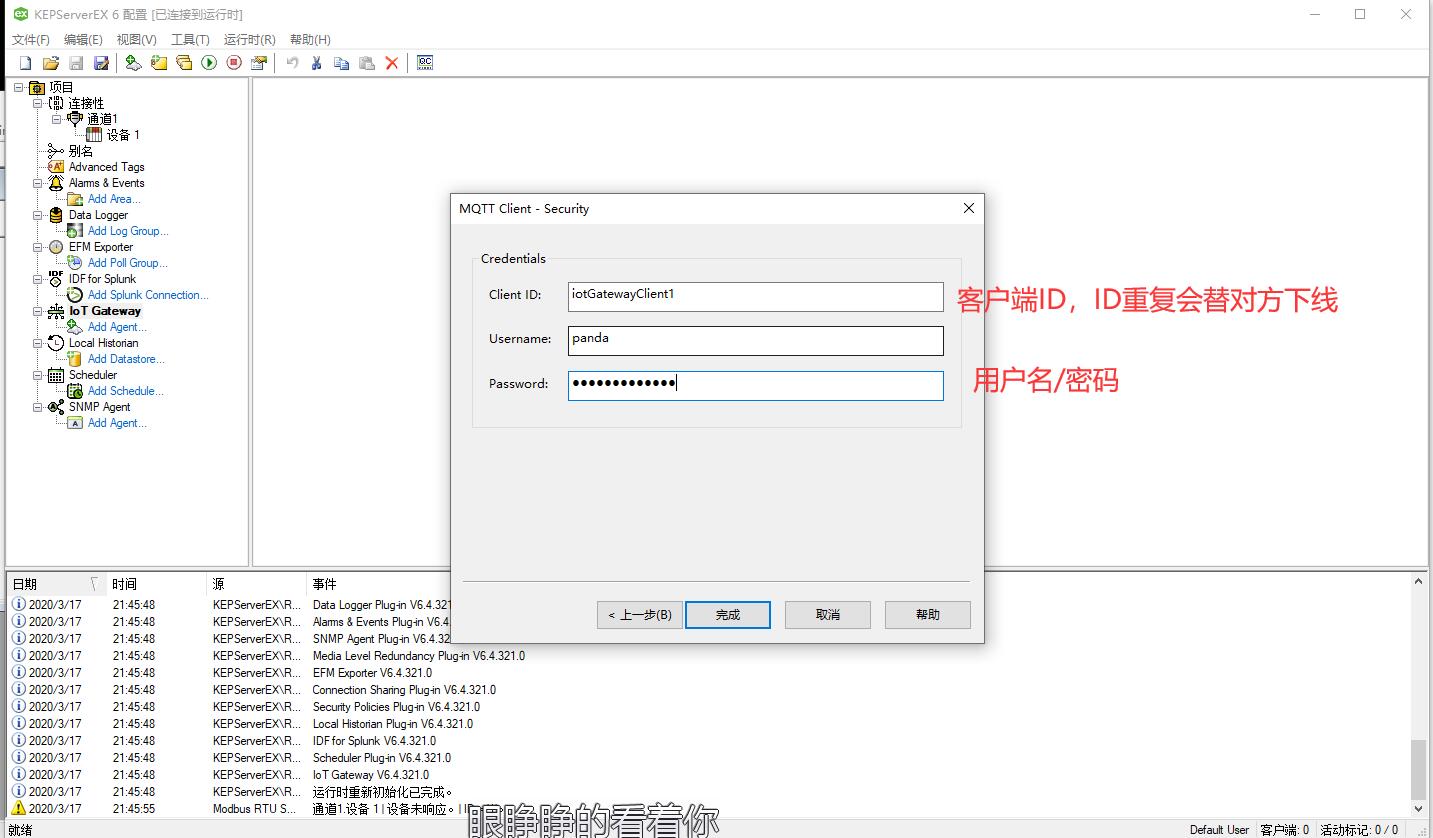 KEPServerEX 6 配置 [已连接到运行时]
文件(F) 编辑(E) 视图(V) 工具(T) 运行时(R) 帮助(H)
项目
连接性
通道1
设备 1
别名
Advanced Tags
Alarms & Events
Add Area...
Data Logger
Add Log Group...
EFM Exporter
Add Poll Group...
IDF for Splunk
Add Splunk Connection...
IoT Gateway
Add Agent...
Local Historian
Add Datastore...
Scheduler
Add Schedule...
SNMP Agent
Add Agent...
MQTT Client - Security
Credentials
Client ID: iotGatewayClient1
客户端ID，ID重复会替对方下线
Username: panda
Password: ●●●●●●●●●●●●●
用户名/密码
< 上一步(B) 完成 取消 帮助
日期 时间 源 事件
2020/3/17 21:45:48 KEPServerEX\R... Data Logger Plug-in V6.4.321
2020/3/17 21:45:48 KEPServerEX\R... Alarms & Events Plug-in V6.4.
2020/3/17 21:45:48 KEPServerEX\R... SNMP Agent Plug-in V6.4.32
2020/3/17 21:45:48 KEPServerEX\R... Media Level Redundancy Plug-in V6.4.321.0
2020/3/17 21:45:48 KEPServerEX\R... EFM Exporter V6.4.321.0
2020/3/17 21:45:48 KEPServerEX\R... Connection Sharing Plug-in V6.4.321.0
2020/3/17 21:45:48 KEPServerEX\R... Security Policies Plug-in V6.4.321.0
2020/3/17 21:45:48 KEPServerEX\R... Local Historian Plug-in V6.4.321.0
2020/3/17 21:45:48 KEPServerEX\R... IDF for Splunk V6.4.321.0
2020/3/17 21:45:48 KEPServerEX\R... Scheduler Plug-in V6.4.321.0
2020/3/17 21:45:48 KEPServerEX\R... IoT Gateway V6.4.321.0
2020/3/17 21:45:48 KEPServerEX\R... 运行时重新初始化已完成。
2020/3/17 21:45:55 Modbus RTU S... 通道1.设备 1 | 设备未响应。| I
眼睁睁的看着你
就绪 Default User 客户端: 0 活动标记: 0 / 0